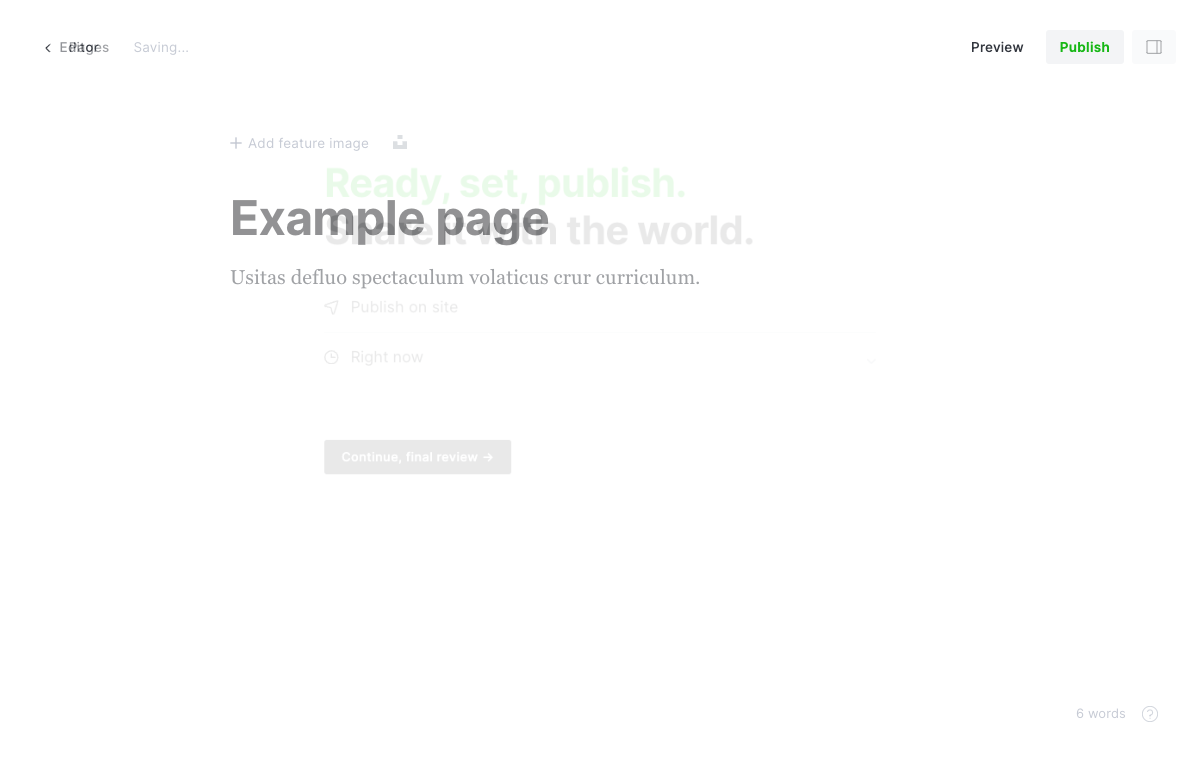 Editor Pages Saving...
Preview Publish
Add feature image
Ready, set, publish.
Example page
Share it with the world.
Usitas defluo spectaculum volaticus crur curriculum.
Publish on site
Right now
Continue, final review →
6 words